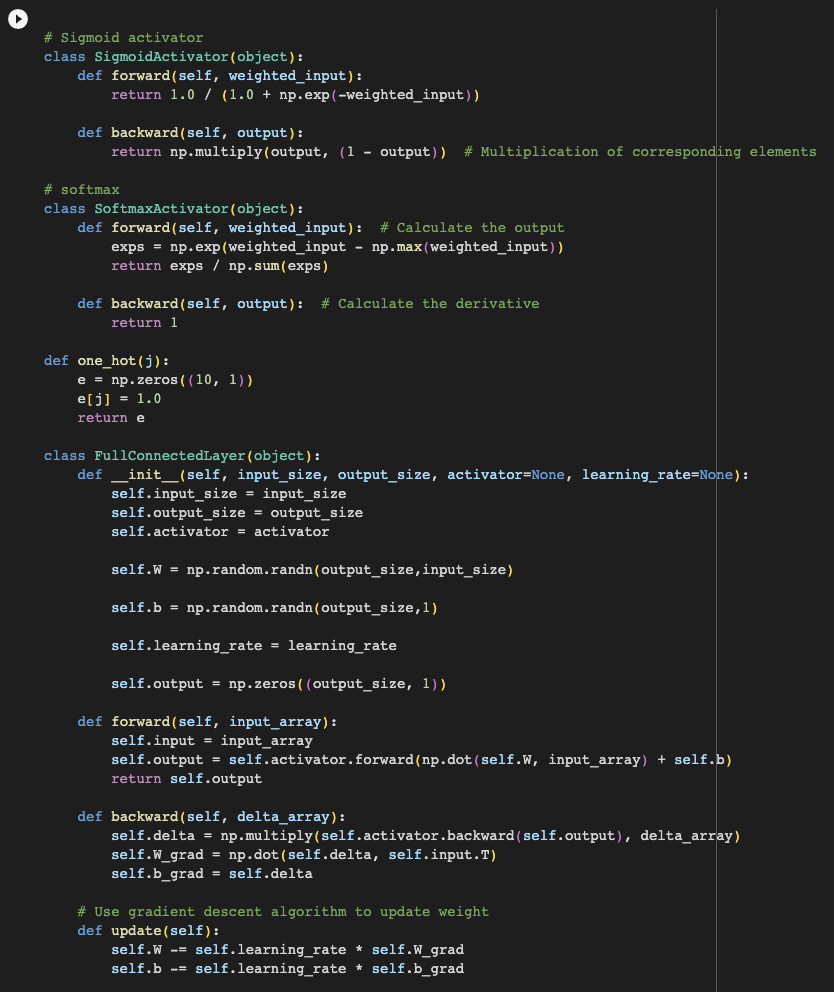 # Sigmoid activator
class SigmoidActivator(object):
    def forward(self, weighted_input):
        return 1.0 / (1.0 + np.exp(-weighted_input))

    def backward(self, output):
        return np.multiply(output, (1 - output))  # Multiplication of corresponding elements

# softmax
class SoftmaxActivator(object):
    def forward(self, weighted_input):  # Calculate the output
        exps = np.exp(weighted_input - np.max(weighted_input))
        return exps / np.sum(exps)

    def backward(self, output):  # Calculate the derivative
        return 1

def one_hot(j):
    e = np.zeros((10, 1))
    e[j] = 1.0
    return e

class FullConnectedLayer(object):
    def __init__(self, input_size, output_size, activator=None, learning_rate=None):
        self.input_size = input_size
        self.output_size = output_size
        self.activator = activator

        self.W = np.random.randn(output_size,input_size)

        self.b = np.random.randn(output_size,1)

        self.learning_rate = learning_rate

        self.output = np.zeros((output_size, 1))

    def forward(self, input_array):
        self.input = input_array
        self.output = self.activator.forward(np.dot(self.W, input_array) + self.b)
        return self.output

    def backward(self, delta_array):
        self.delta = np.multiply(self.activator.backward(self.output), delta_array)
        self.W_grad = np.dot(self.delta, self.input.T)
        self.b_grad = self.delta

    # Use gradient descent algorithm to update weight
    def update(self):
        self.W -= self.learning_rate * self.W_grad
        self.b -= self.learning_rate * self.b_grad